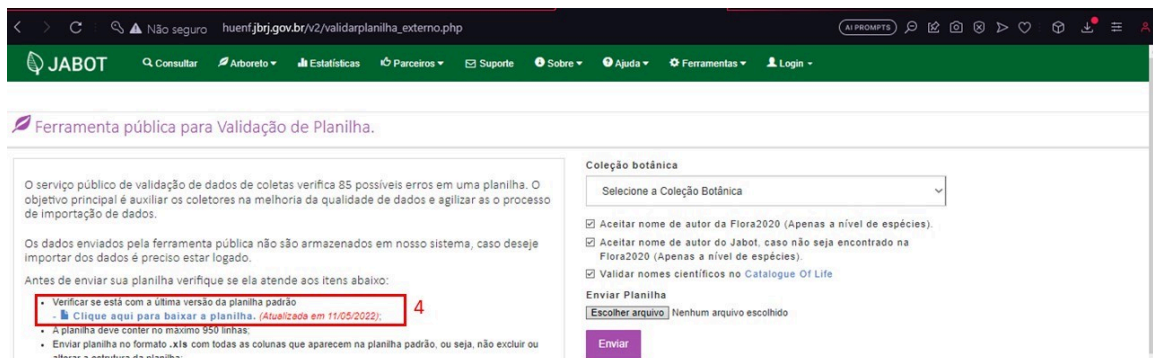 Não seguro huenf.jbrj.gov.br/v2/validarplanilha_externo.php AI PROMPTS
JABOT Consultar Arboreto Estatísticas Parceiros Suporte Sobre Ajuda Ferramentas Login
Ferramenta pública para Validação de Planilha.
O serviço público de validação de dados de coletas verifica 85 possíveis erros em uma planilha. O
objetivo principal é auxiliar os coletores na melhoria da qualidade de dados e agilizar as o processo
de importação de dados.
Os dados enviados pela ferramenta pública não são armazenados em nosso sistema, caso deseje
importar dos dados é preciso estar logado.
Antes de enviar sua planilha verifique se ela atende aos itens abaixo:
Verificar se está com a última versão da planilha padrão
- Clique aqui para baixar a planilha. (Atualizada em 11/05/2022);
4
A planilha deve conter no máximo 950 linhas;
Enviar planilha no formato .xls com todas as colunas que aparecem na planilha padrão, ou seja, não excluir ou
alterar a estrutura da planilha;
Coleção botânica
Selecione a Coleção Botânica
Aceitar nome de autor da Flora2020 (Apenas a nível de espécies).
Aceitar nome de autor do Jabot, caso não seja encontrado na
Flora2020 (Apenas a nível de espécies).
Validar nomes científicos no Catalogue Of Life
Enviar Planilha
Escolher arquivo Nenhum arquivo escolhido
Enviar